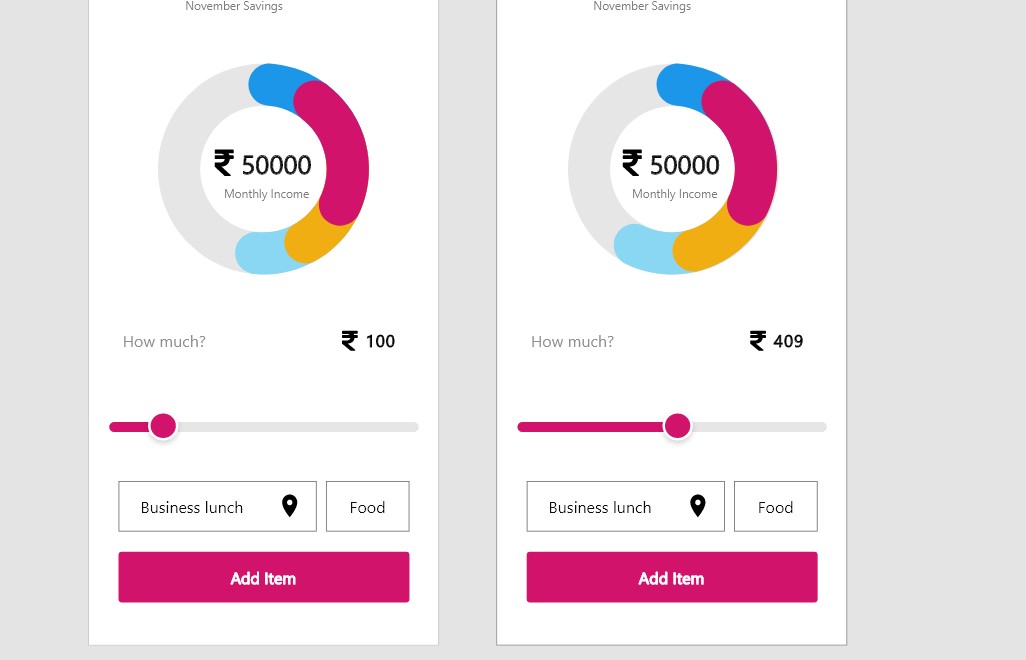 November Savings
₹ 50000
Monthly Income
How much?
₹ 100
Business lunch
Food
Add Item
November Savings
₹ 50000
Monthly Income
How much?
₹ 409
Business lunch
Food
Add Item